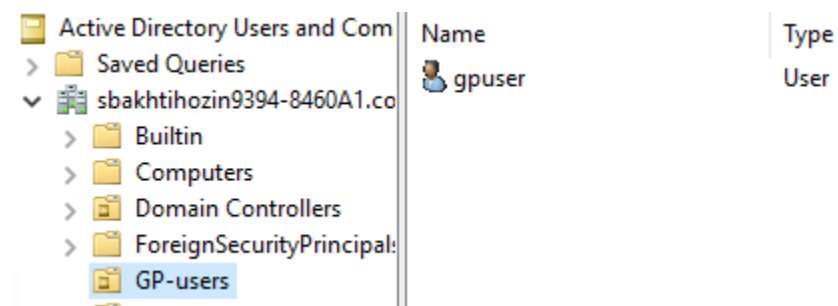 Active Directory Users and Com
Saved Queries
sbakhtihozin9394-8460A1.co
Builtin
Computers
Domain Controllers
ForeignSecurityPrincipals
GP-users
Name Type
gpuser User